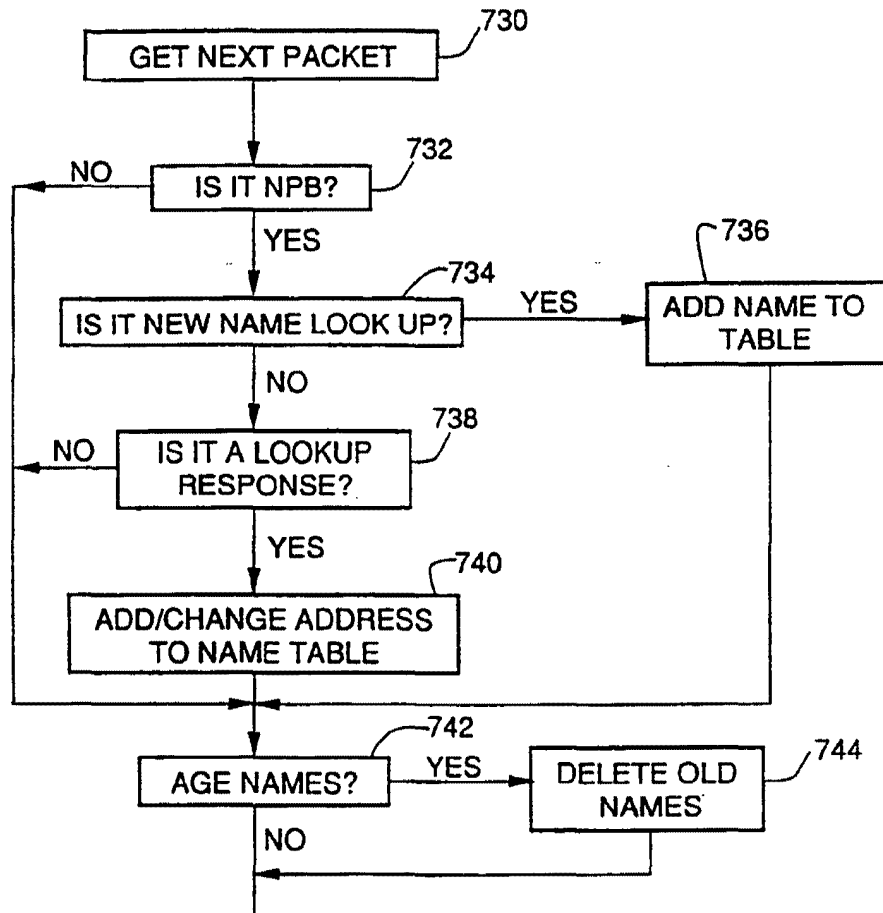 730
GET NEXT PACKET
732
NO
IS IT NPB?
YES
734
736
IS IT NEW NAME LOOK UP?
YES
ADD NAME TO
TABLE
NO
738
NO
IS IT A LOOKUP
RESPONSE?
YES
740
ADD/CHANGE ADDRESS
TO NAME TABLE
742
AGE NAMES?
YES
DELETE OLD
NAMES
744
NO